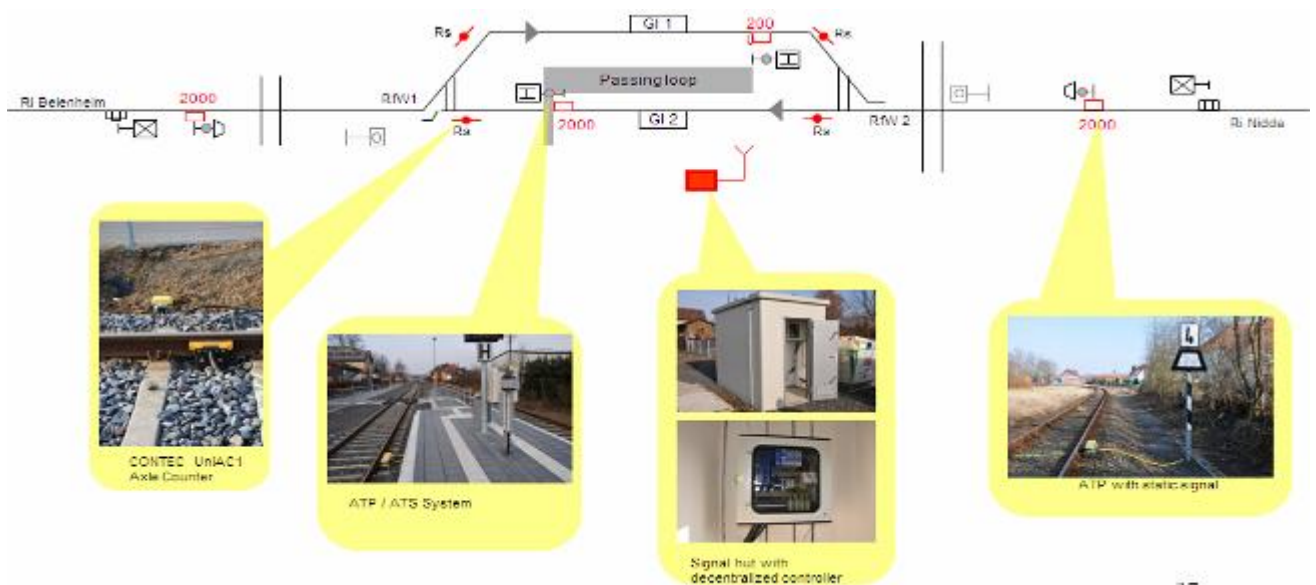 Rs
Gl 1
200
Rs
Passing loop
Ri Beienheim
2000
RfW1
Rs
2000
Gl 2
Rs
RfW 2
2000
Ri Nidda
CONTEC UniAC1
Axle Counter
ATP / ATS System
Signal hut with
decentralized controller
4
ATP with static signal